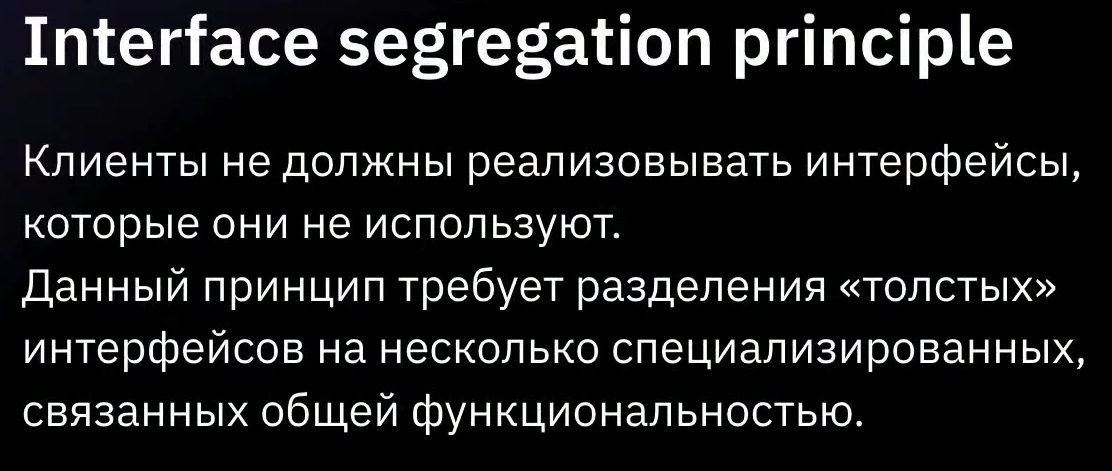 Interface segregation principle
Клиенты не должны реализовывать интерфейсы,
которые они не используют.
Данный принцип требует разделения «толстых»
интерфейсов на несколько специализированных,
связанных общей функциональностью.